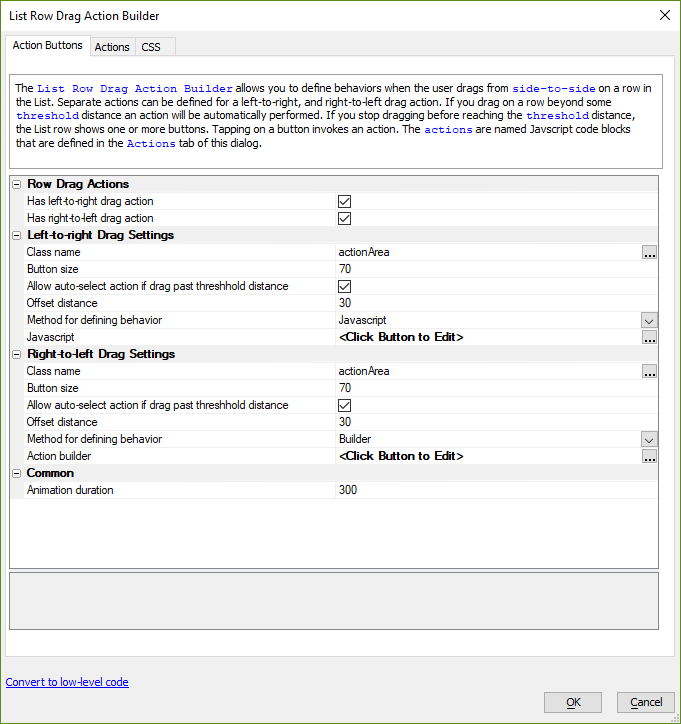 List Row Drag Action Builder
Action Buttons Actions CSS
The List Row Drag Action Builder allows you to define behaviors when the user drags from side-to-side on a row in
the List. Separate actions can be defined for a left-to-right, and right-to-left drag action. If you drag on a row beyond some
threshold distance an action will be automatically performed. If you stop dragging before reaching the threshold distance,
the List row shows one or more buttons. Tapping on a button invokes an action. The actions are named Javscript code blocks
that are defined in the Actions tab of this dialog.
Row Drag Actions
Has left-to-right drag action
Has right-to-left drag action
Left-to-right Drag Settings
Class name actionArea ...
Button size 70
Allow auto-select action if drag past threshhold distance
Offset distance 30
Method for defining behavior Javascript
Javascript <Click Button to Edit> ...
Right-to-left Drag Settings
Class name actionArea ...
Button size 70
Allow auto-select action if drag past threshhold distance
Offset distance 30
Method for defining behavior Builder
Action builder <Click Button to Edit> ...
Common
Animation duration 300
Convert to low-level code
OK Cancel